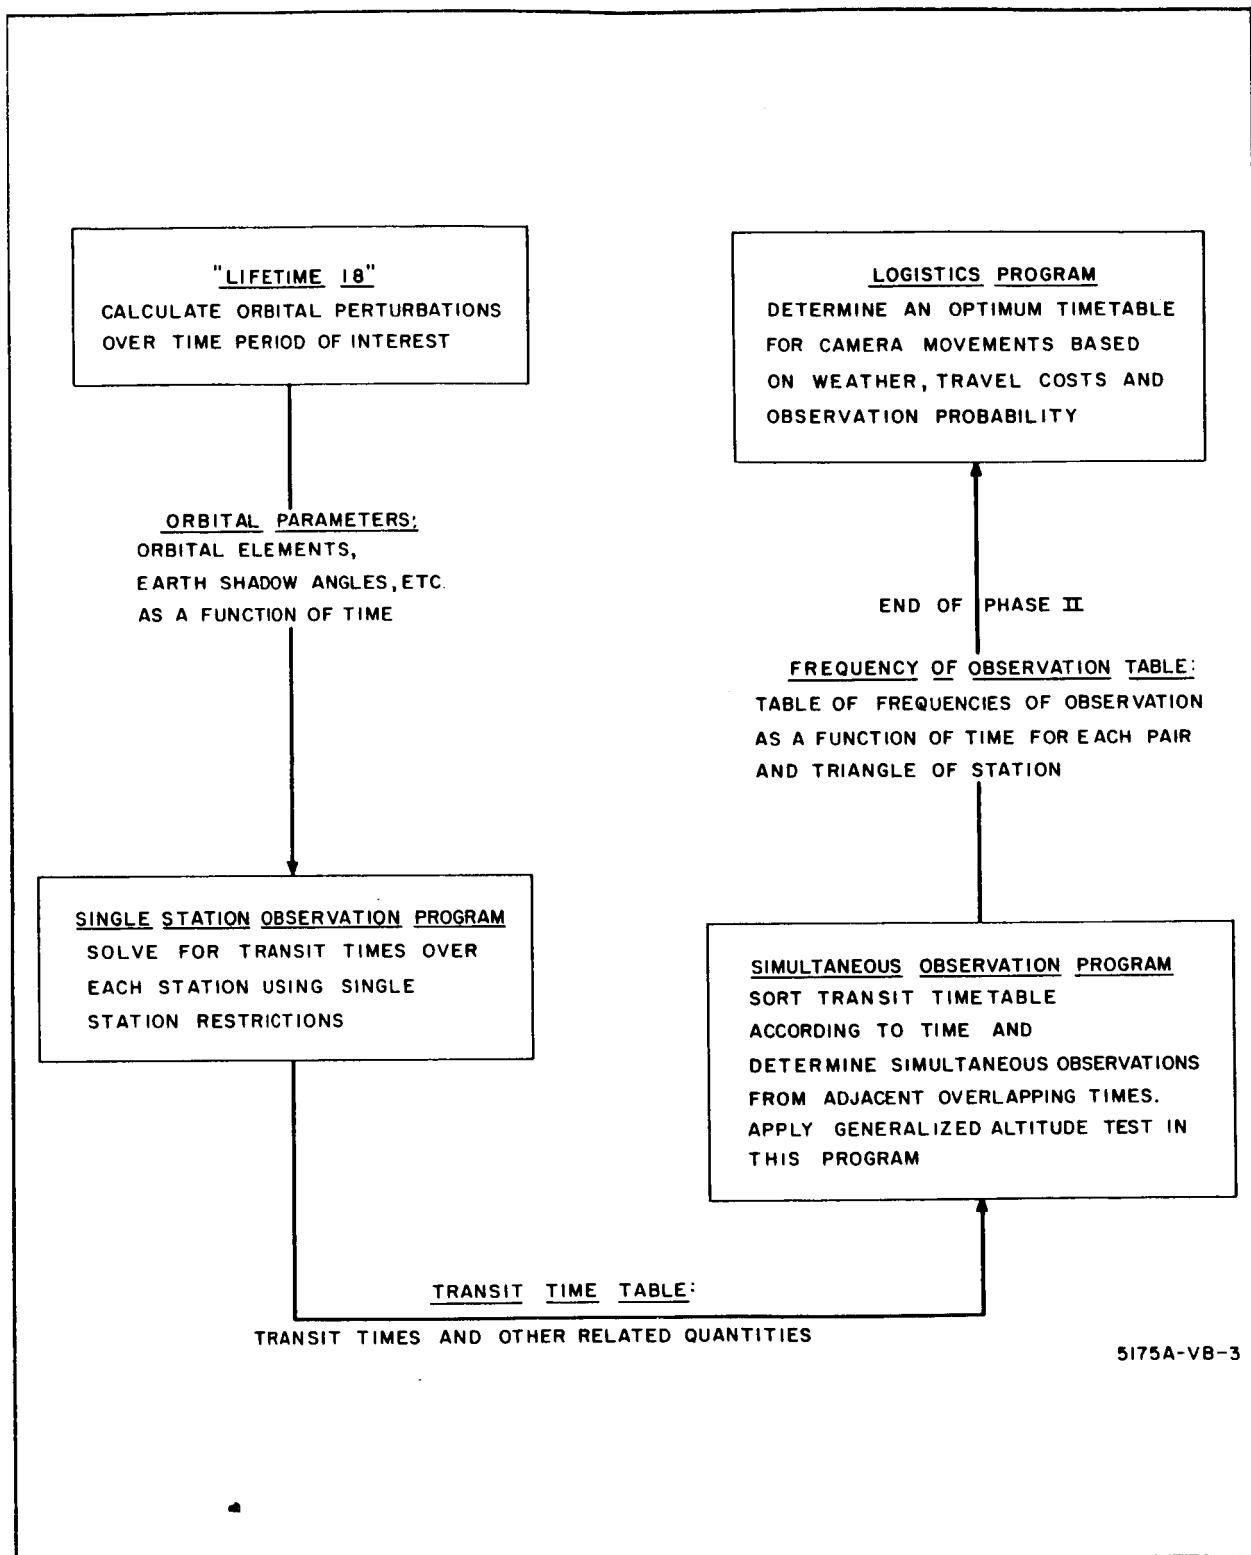 "LIFETIME 18"
CALCULATE ORBITAL PERTURBATIONS
OVER TIME PERIOD OF INTEREST
ORBITAL PARAMETERS:
ORBITAL ELEMENTS,
EARTH SHADOW ANGLES, ETC.
AS A FUNCTION OF TIME
SINGLE STATION OBSERVATION PROGRAM
SOLVE FOR TRANSIT TIMES OVER
EACH STATION USING SINGLE
STATION RESTRICTIONS
TRANSIT TIME TABLE:
TRANSIT TIMES AND OTHER RELATED QUANTITIES
SIMULTANEOUS OBSERVATION PROGRAM
SORT TRANSIT TIMETABLE
ACCORDING TO TIME AND
DETERMINE SIMULTANEOUS OBSERVATIONS
FROM ADJACENT OVERLAPPING TIMES.
APPLY GENERALIZED ALTITUDE TEST IN
THIS PROGRAM
FREQUENCY OF OBSERVATION TABLE:
TABLE OF FREQUENCIES OF OBSERVATION
AS A FUNCTION OF TIME FOR EACH PAIR
AND TRIANGLE OF STATION
END OF PHASE II
LOGISTICS PROGRAM
DETERMINE AN OPTIMUM TIMETABLE
FOR CAMERA MOVEMENTS BASED
ON WEATHER, TRAVEL COSTS AND
OBSERVATION PROBABILITY
5175A-VB-3